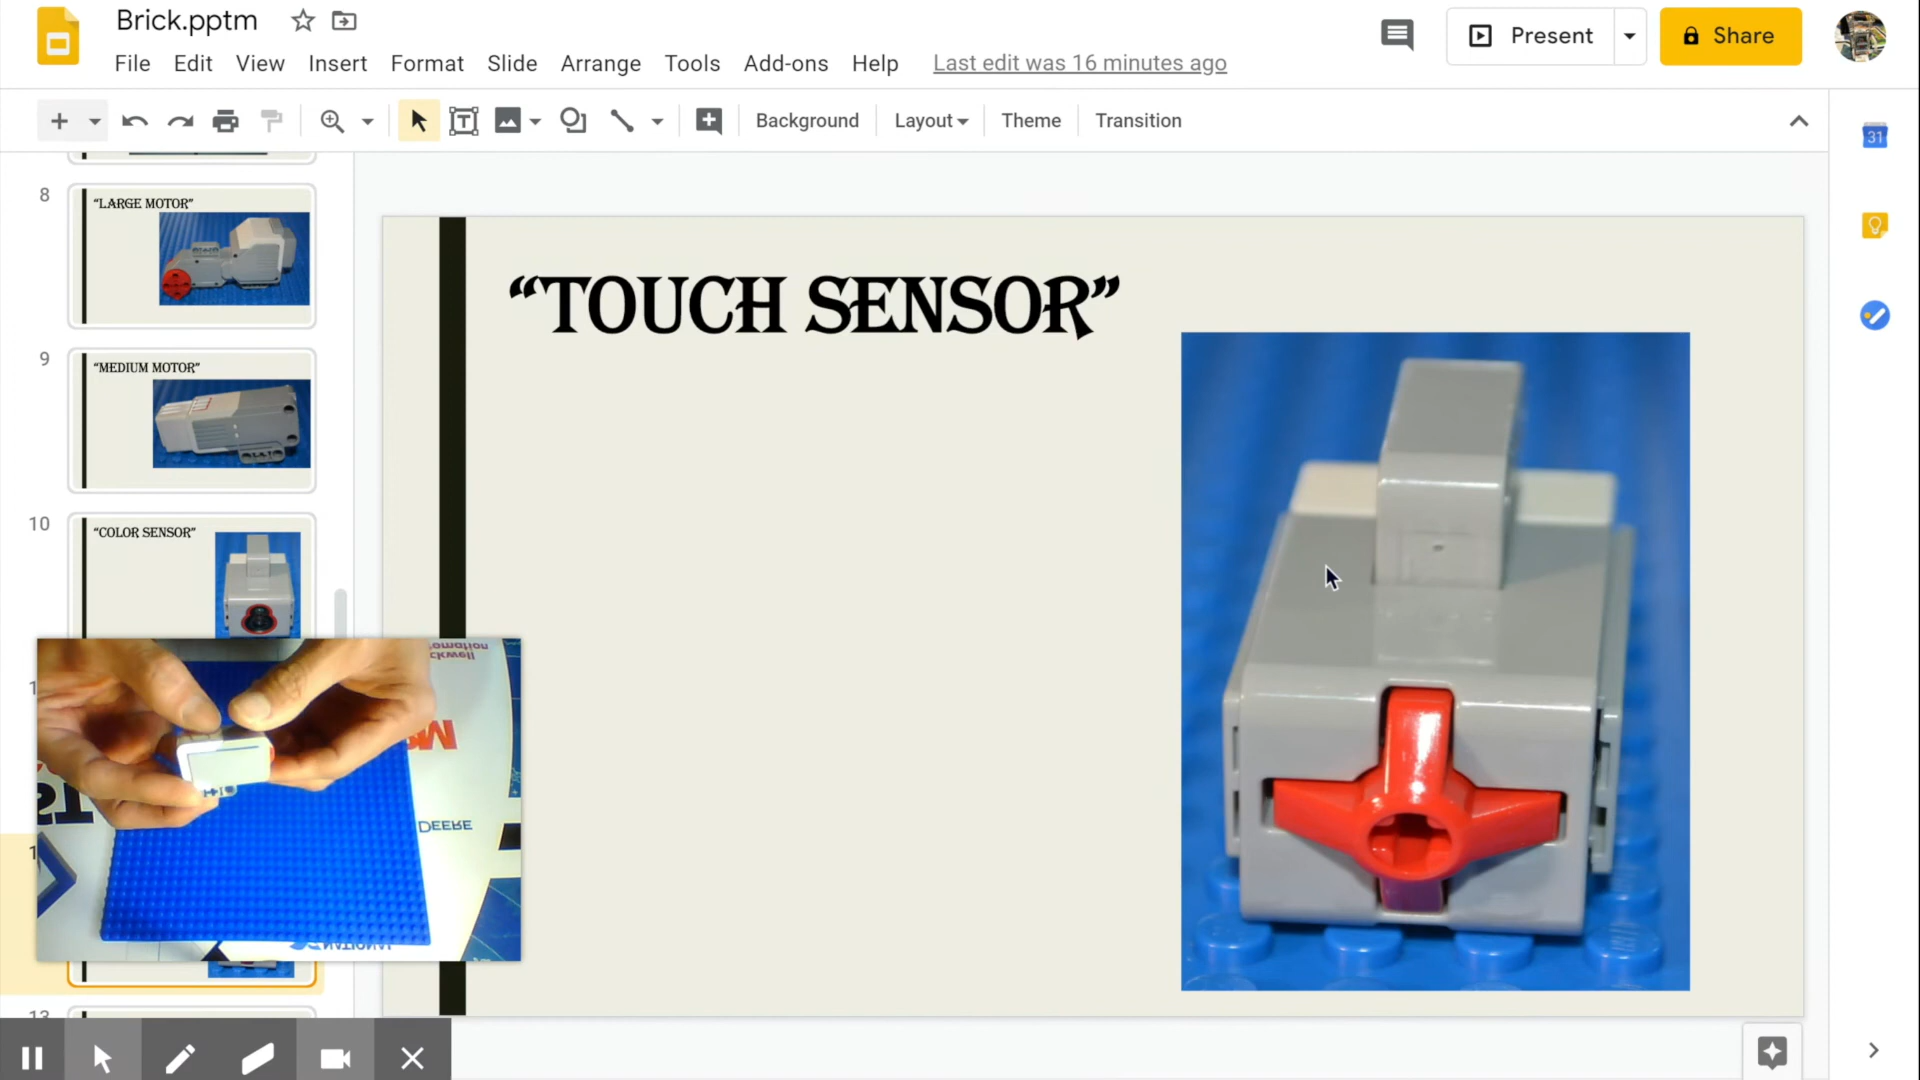 Brick.pptm
File Edit View Insert Format Slide Arrange Tools Add-ons Help Last edit was 16 minutes ago
Present
Share
Background Layout Theme Transition
31
8
“LARGE MOTOR”
9
“MEDIUM MOTOR”
10
“COLOR SENSOR”
“TOUCH SENSOR”
DEERE
NATIONAL
13